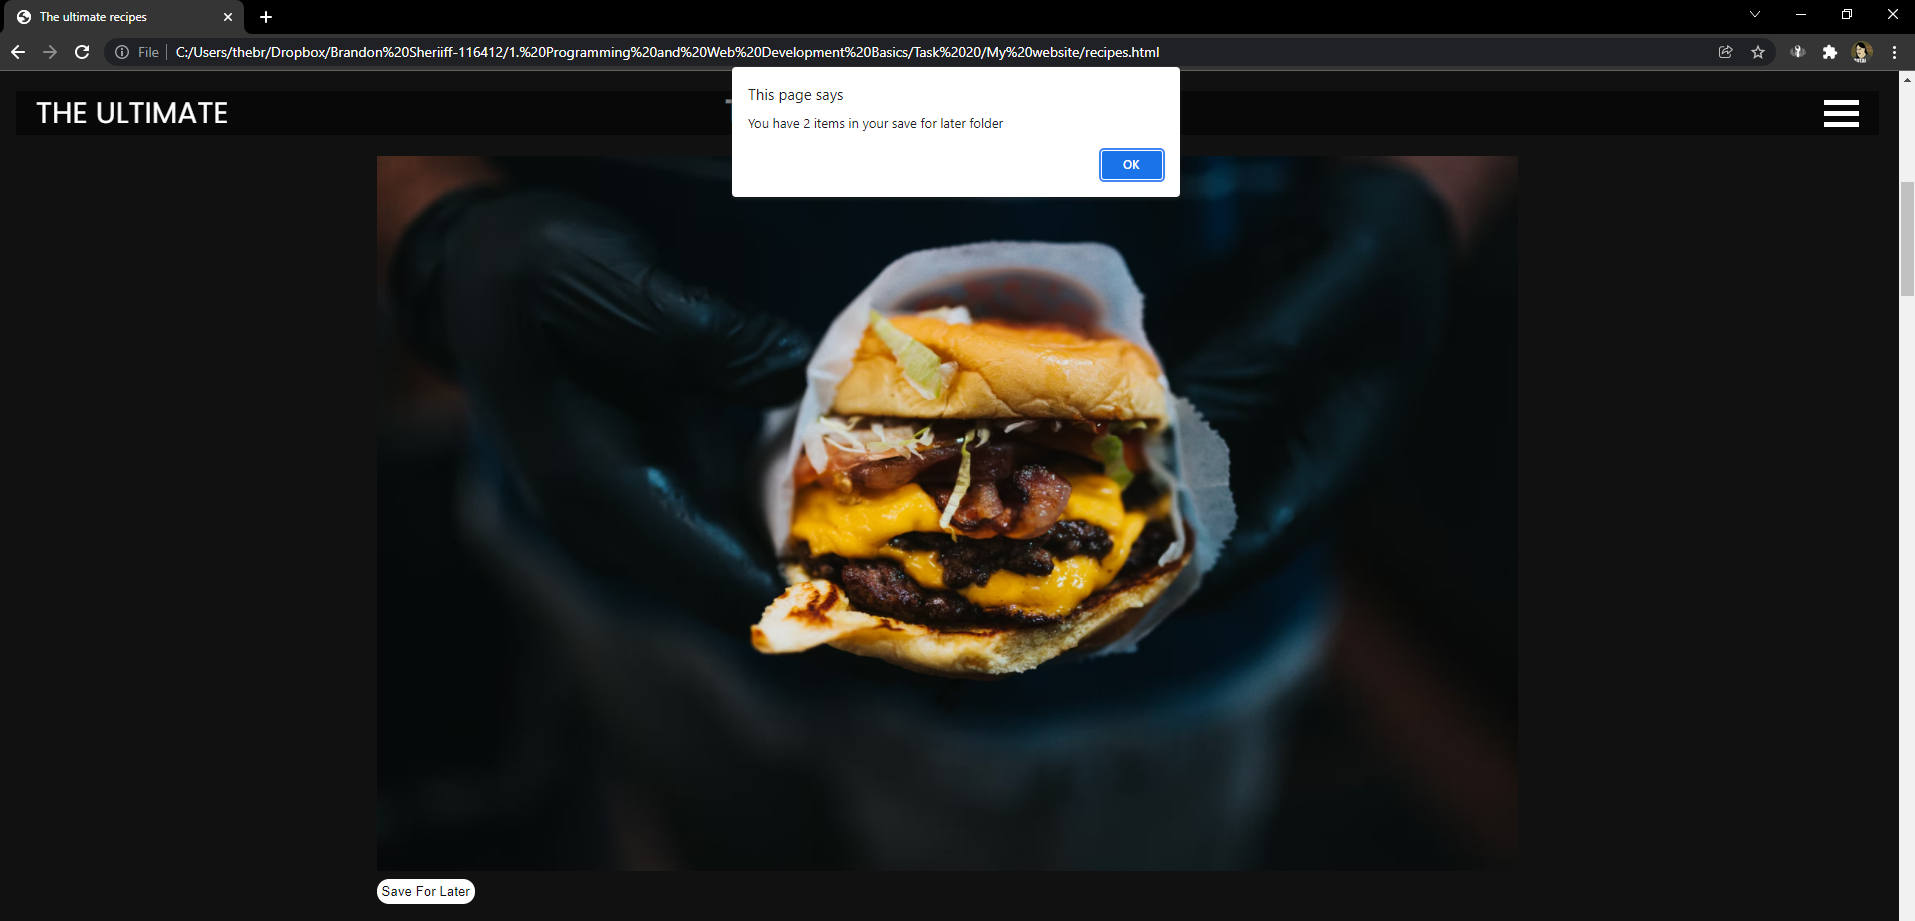 The ultimate recipes
File
C:/Users/thebr/Dropbox/Brandon%20Sheriiff-116412/1.%20Programming%20and%20Web%20Development%20Basics/Task%2020/My%20website/recipes.html
This page says
You have 2 items in your save for later folder
OK
THE ULTIMATE
Save For Later